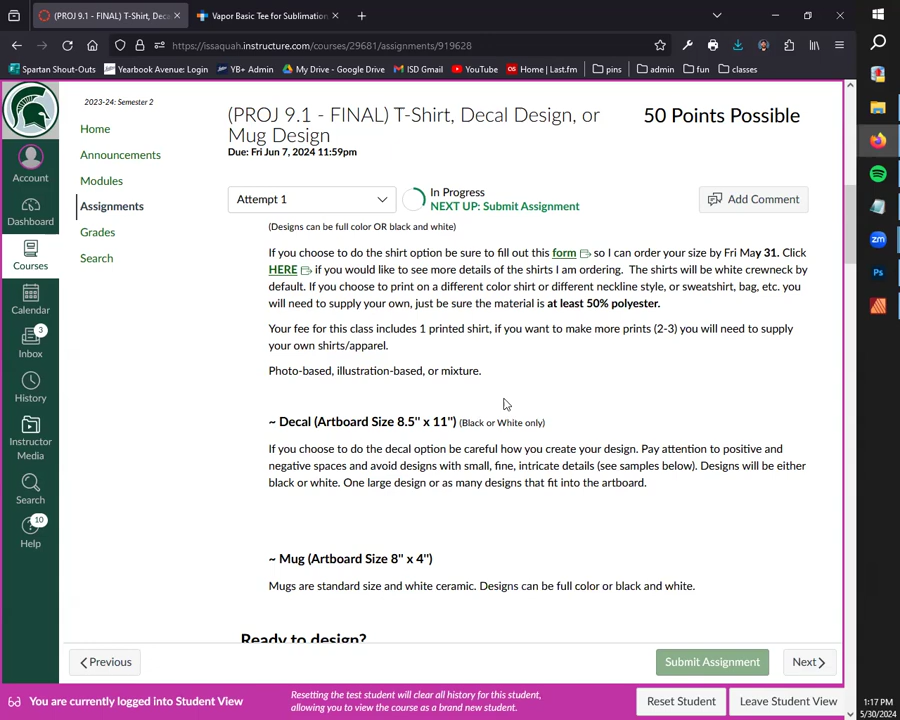 (PROJ 9.1 - FINAL) T-Shirt, Deca
Vapor Basic Tee for Sublimation
https://issaquah.instructure.com/courses/29681/assignments/919628
Spartan Shout-Outs
Yearbook Avenue: Login
YB+ Admin
My Drive - Google Drive
ISD Gmail
YouTube
Home | Last.fm
pins
admin
fun
classes
Account
Dashboard
Courses
Calendar
3
Inbox
History
Instructor
Media
Search
10
Help
2023-24: Semester 2
Home
Announcements
Modules
Assignments
Grades
Search
(PROJ 9.1 - FINAL) T-Shirt, Decal Design, or
Mug Design
Due: Fri Jun 7, 2024 11:59pm
50 Points Possible
Attempt 1
In Progress
NEXT UP: Submit Assignment
Add Comment
(Designs can be full color OR black and white)
If you choose to do the shirt option be sure to fill out this form so I can order your size by Fri May 31. Click
HERE if you would like to see more details of the shirts I am ordering. The shirts will be white crewneck by
default. If you choose to print on a different color shirt or different neckline style, or sweatshirt, bag, etc. you
will need to supply your own, just be sure the material is at least 50% polyester.
Your fee for this class includes 1 printed shirt, if you want to make more prints (2-3) you will need to supply
your own shirts/apparel.
Photo-based, illustration-based, or mixture.
~ Decal (Artboard Size 8.5" x 11") (Black or White only)
If you choose to do the decal option be careful how you create your design. Pay attention to positive and
negative spaces and avoid designs with small, fine, intricate details (see samples below). Designs will be either
black or white. One large design or as many designs that fit into the artboard.
~ Mug (Artboard Size 8" x 4")
Mugs are standard size and white ceramic. Designs can be full color or black and white.
Ready to design?
Previous
Submit Assignment
Next
You are currently logged into Student View
Resetting the test student will clear all history for this student,
allowing you to view the course as a brand new student.
Reset Student
Leave Student View
zm
Ps
1:17 PM
5/30/2024